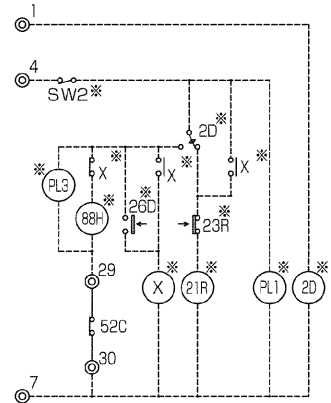 1
4
SW2※
2D※
※
※
※
※
PL3
X
X
X
26D※
88H
23R※
29
※
※
※
※
X
21R
PL1
2D
52C
30
7